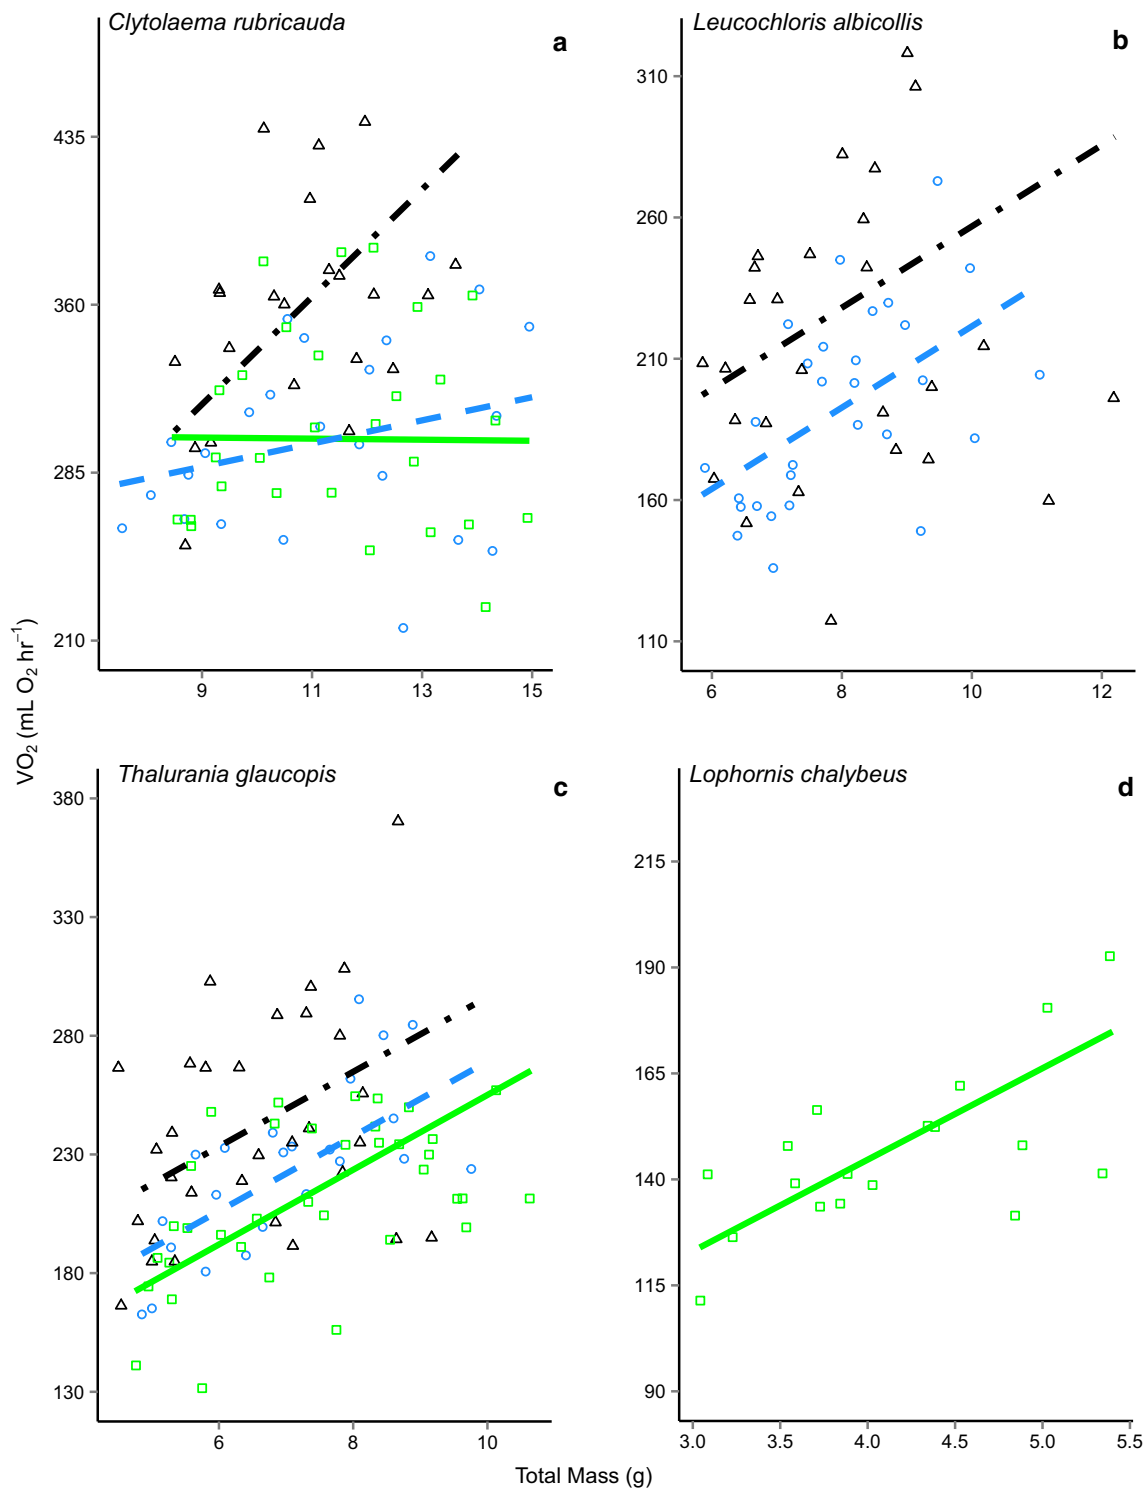 Clytolaema rubricauda
a
435
360
285
210
9 11 13 15
Leucochloris albicollis
b
310
260
210
160
110
6 8 10 12
VO₂ (mL O₂ hr⁻¹)
Thalurania glaucopis
c
380
330
280
230
180
130
6 8 10
Lophornis chalybeus
d
215
190
165
140
115
90
3.0 3.5 4.0 4.5 5.0 5.5
Total Mass (g)